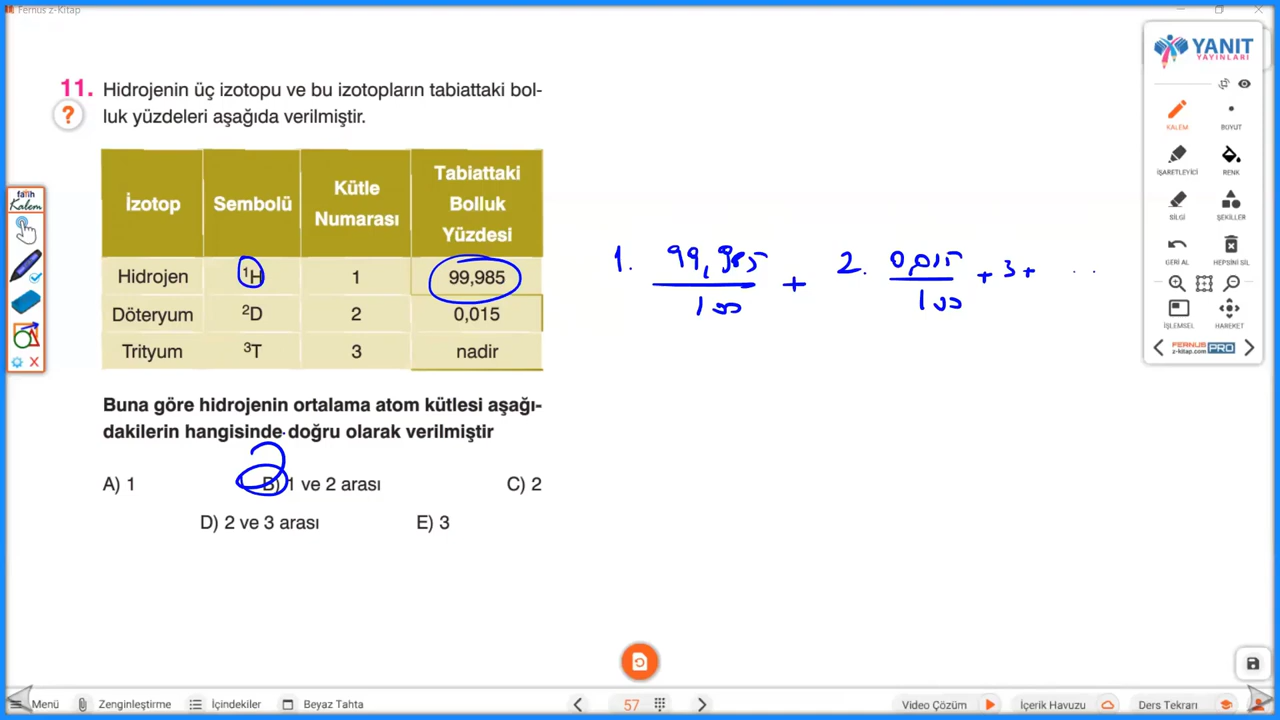 Fernus z-Kitap
YANIT
YAYINLARI
11. Hidrojenin üç izotopu ve bu izotopların tabiattaki bol-
? luk yüzdeleri aşağıda verilmiştir.
İzotop Sembolü Kütle Numarası Tabiattaki Bolluk Yüzdesi
Hidrojen ¹H 1 99,985
Döteryum ²D 2 0,015
Trityum ³T 3 nadir
Buna göre hidrojenin ortalama atom kütlesi aşağı-
dakilerin hangisinde doğru olarak verilmiştir
A) 1 B) 1 ve 2 arası C) 2
D) 2 ve 3 arası E) 3
1. 99,985/100 + 2. 0,015/100 + 3+ ...
fatih
Kalem
KALEM BOYUT
İŞARETLEYİCİ RENK
SİLGİ ŞEKİLLER
GERİ AL HEPSİNİ SİL
İŞLEMSEL HAREKET
FERNUS
z-kitap.com PRO
Menü Zenginleştirme İçindekiler Beyaz Tahta 57 Video Çözüm İçerik Havuzu Ders Tekrarı